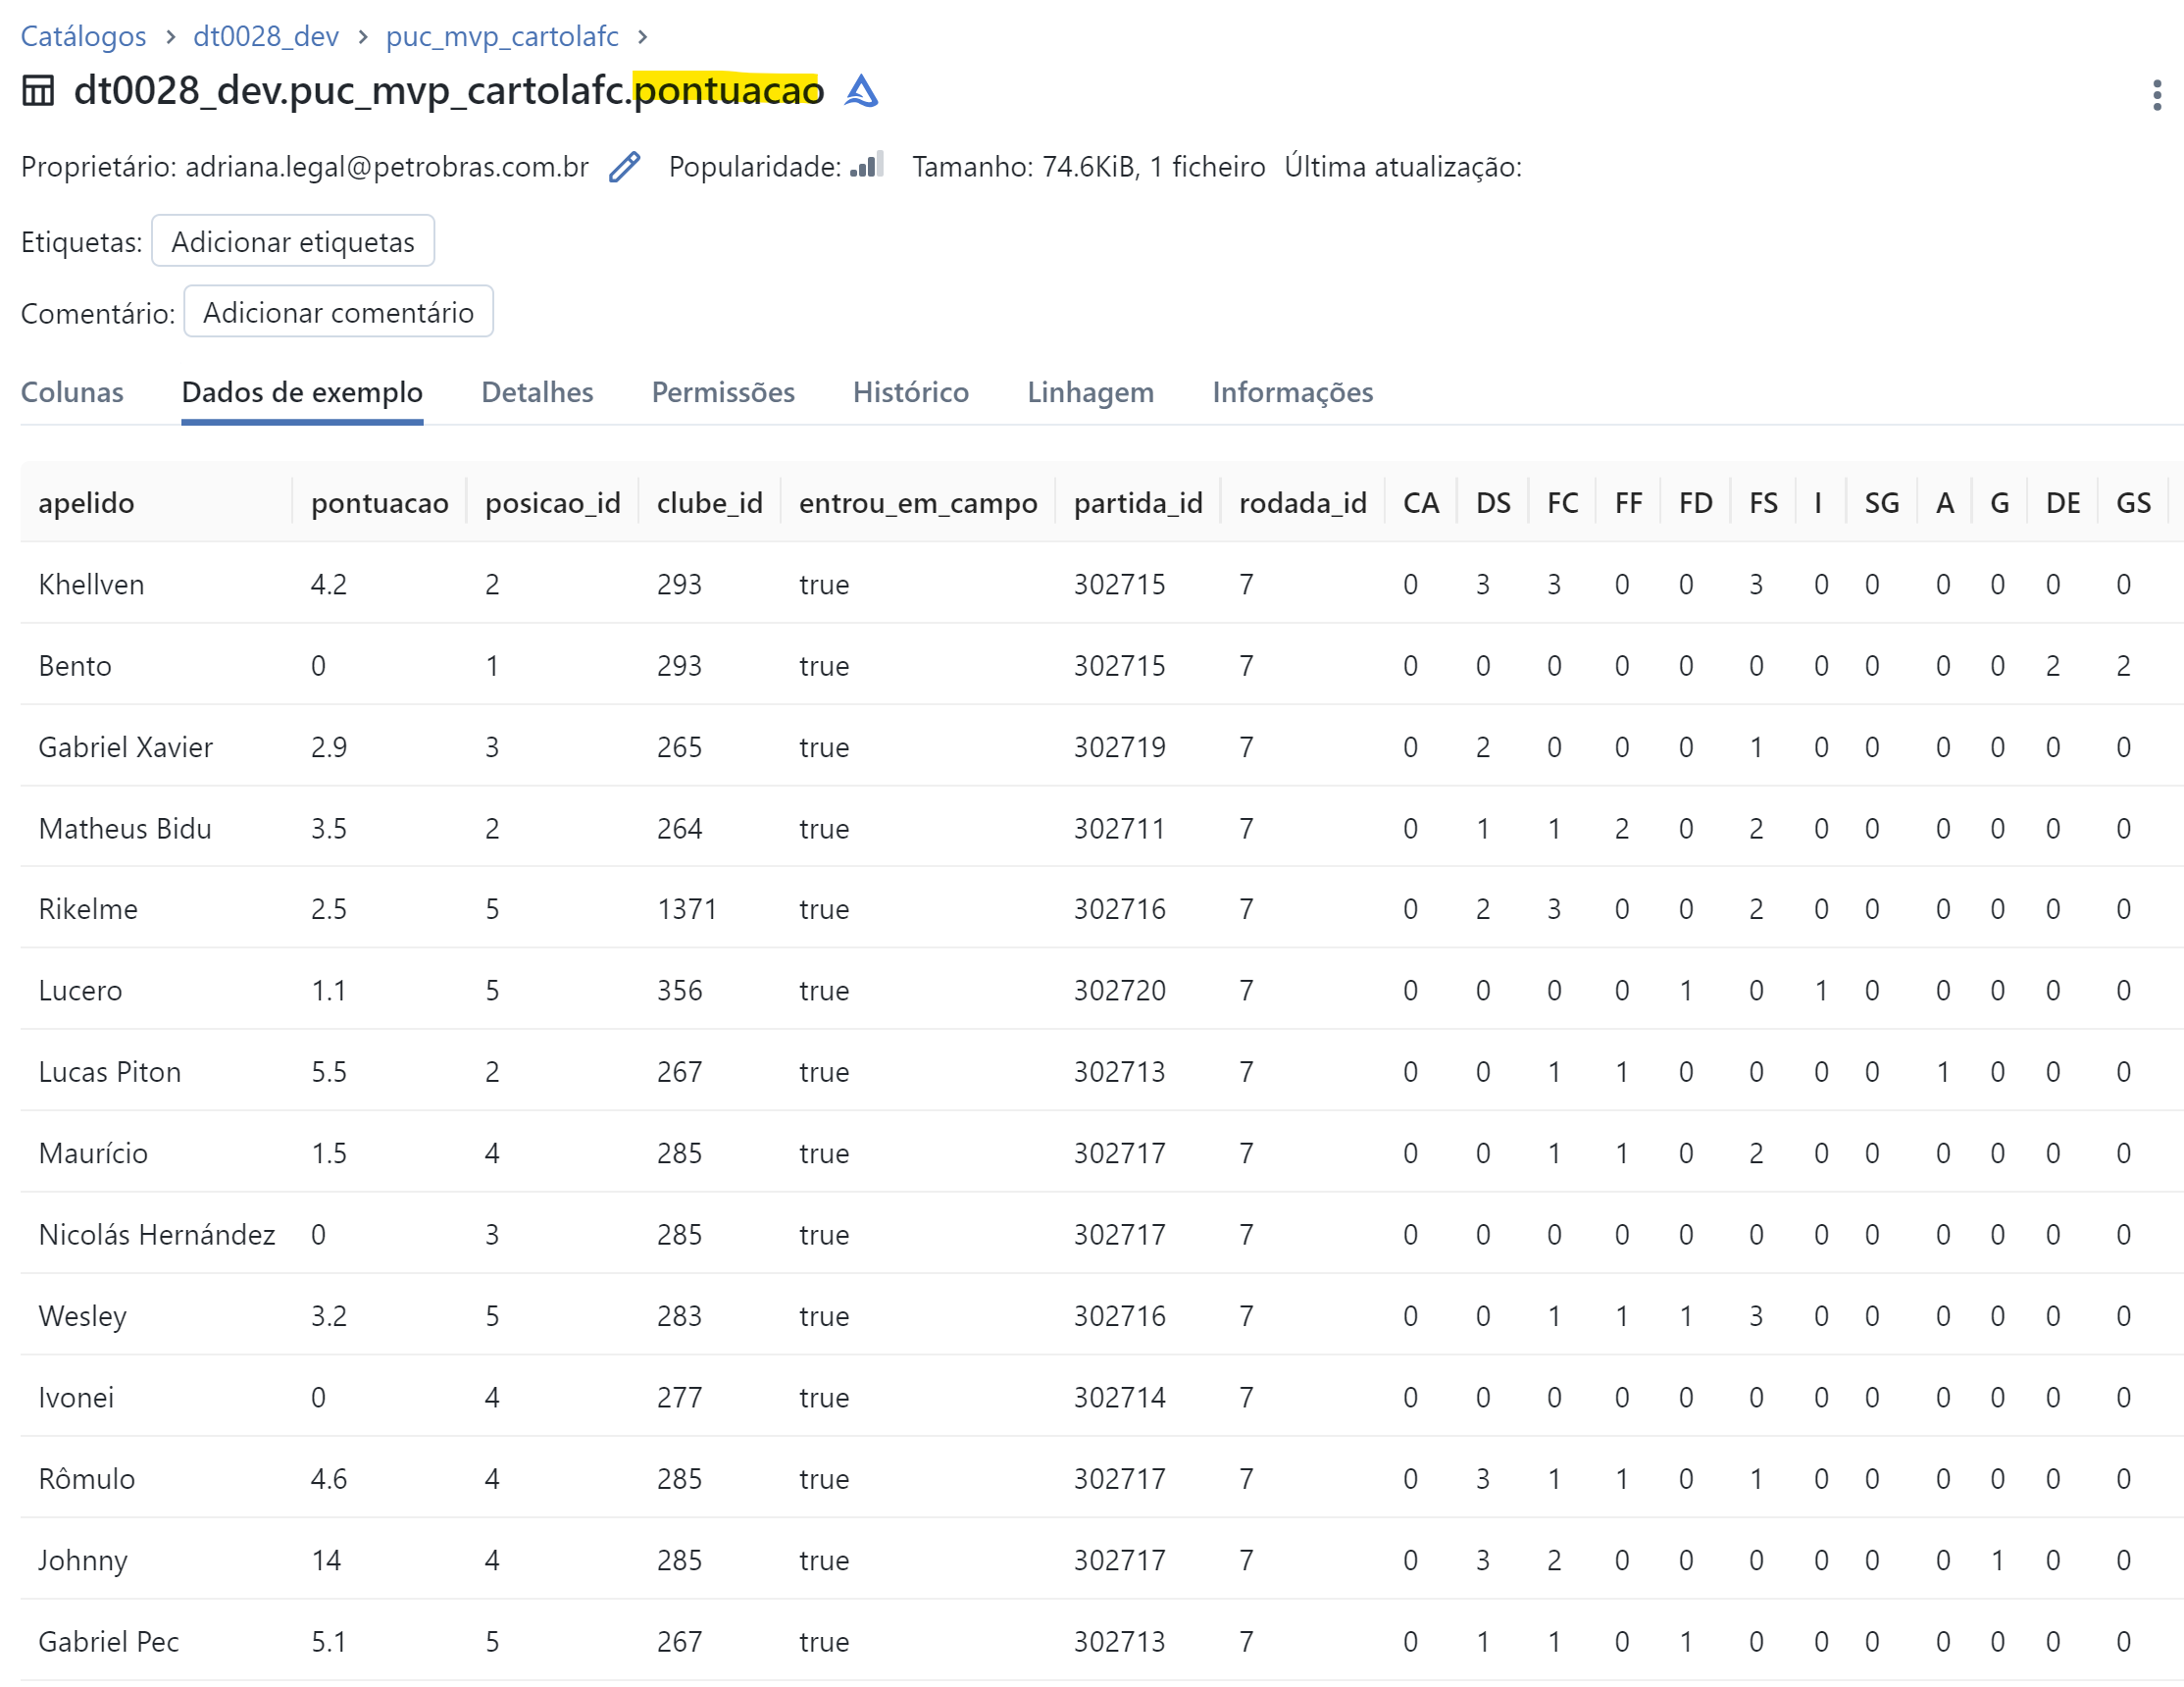 Catálogos > dt0028_dev > puc_mvp_cartolafc >
dt0028_dev.puc_mvp_cartolafc.pontuacao
Proprietário: adriana.legal@petrobras.com.br Popularidade: Tamanho: 74.6KiB, 1 ficheiro Última atualização:
Etiquetas: Adicionar etiquetas
Comentário: Adicionar comentário
Colunas Dados de exemplo Detalhes Permissões Histórico Linhagem Informações
apelido pontuacao posicao_id clube_id entrou_em_campo partida_id rodada_id CA DS FC FF FD FS I SG A G DE GS
Khellven 4.2 2 293 true 302715 7 0 3 3 0 0 3 0 0 0 0 0 0
Bento 0 1 293 true 302715 7 0 0 0 0 0 0 0 0 0 0 2 2
Gabriel Xavier 2.9 3 265 true 302719 7 0 2 0 0 0 1 0 0 0 0 0 0
Matheus Bidu 3.5 2 264 true 302711 7 0 1 1 2 0 2 0 0 0 0 0 0
Rikelme 2.5 5 1371 true 302716 7 0 2 3 0 0 2 0 0 0 0 0 0
Lucero 1.1 5 356 true 302720 7 0 0 0 0 1 0 1 0 0 0 0 0
Lucas Piton 5.5 2 267 true 302713 7 0 0 1 1 0 0 0 0 1 0 0 0
Maurício 1.5 4 285 true 302717 7 0 0 1 1 0 2 0 0 0 0 0 0
Nicolás Hernández 0 3 285 true 302717 7 0 0 0 0 0 0 0 0 0 0 0 0
Wesley 3.2 5 283 true 302716 7 0 0 1 1 1 3 0 0 0 0 0 0
Ivonei 0 4 277 true 302714 7 0 0 0 0 0 0 0 0 0 0 0 0
Rômulo 4.6 4 285 true 302717 7 0 3 1 1 0 1 0 0 0 0 0 0
Johnny 14 4 285 true 302717 7 0 3 2 0 0 0 0 0 0 1 0 0
Gabriel Pec 5.1 5 267 true 302713 7 0 1 1 0 1 0 0 0 0 0 0 0